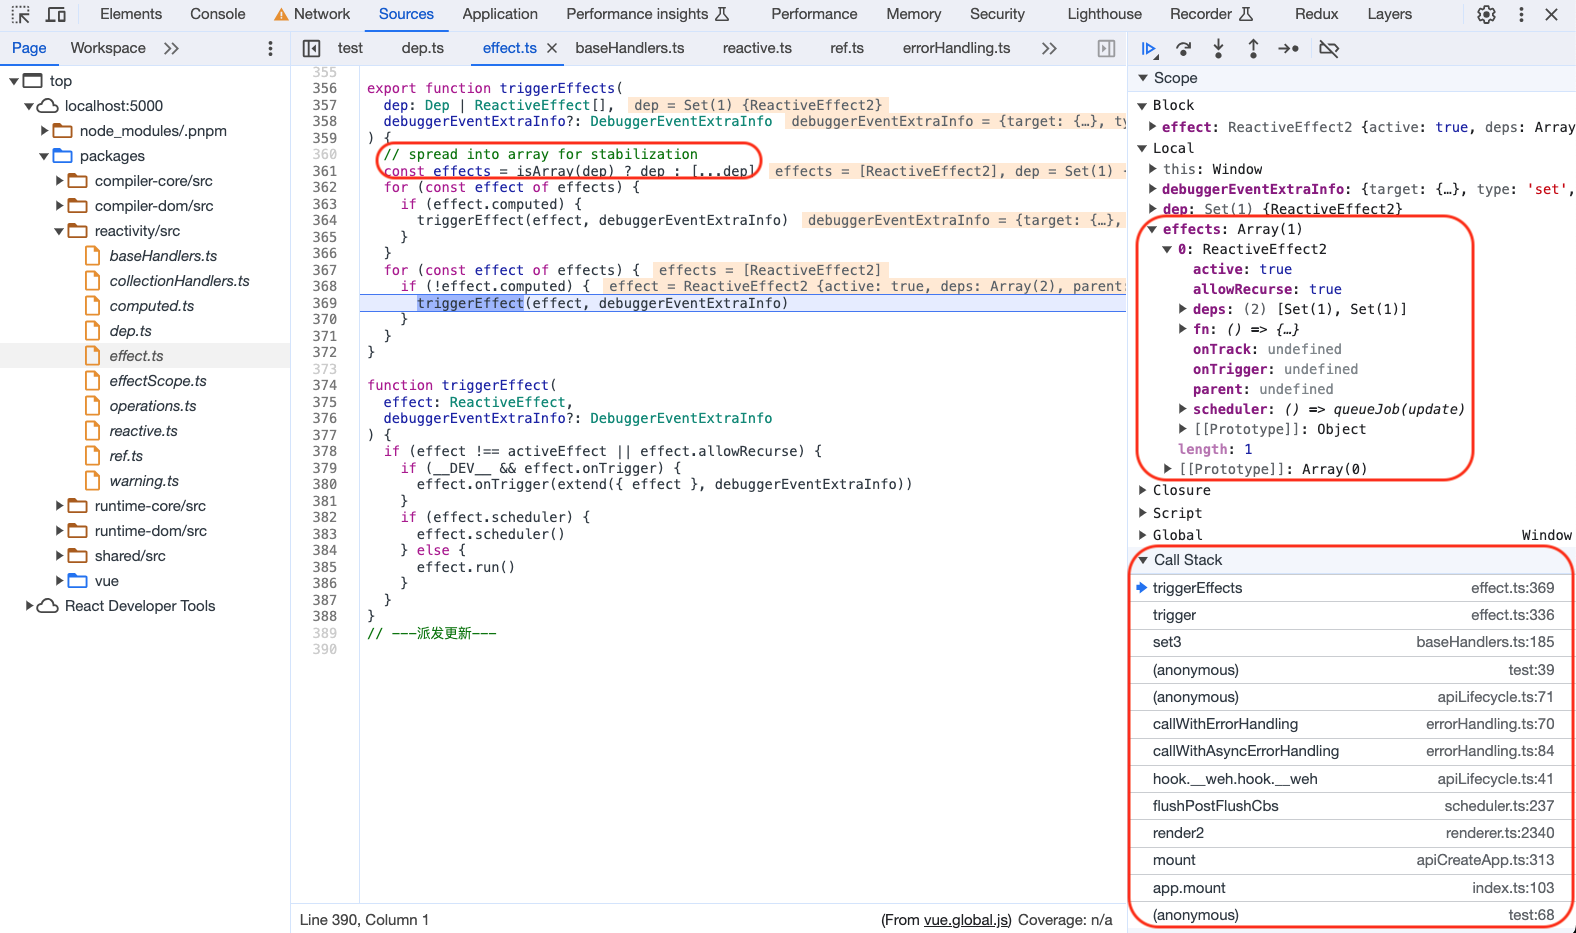 Elements Console Network Sources Application Performance insights Performance Memory Security Lighthouse Recorder Redux Layers
Page Workspace
test dep.ts effect.ts baseHandlers.ts reactive.ts ref.ts errorHandling.ts
top
localhost:5000
node_modules/.pnpm
packages
compiler-core/src
compiler-dom/src
reactivity/src
baseHandlers.ts
collectionHandlers.ts
computed.ts
dep.ts
effect.ts
effectScope.ts
operations.ts
reactive.ts
ref.ts
warning.ts
runtime-core/src
runtime-dom/src
shared/src
vue
React Developer Tools
355
356 export function triggerEffects(
357 dep: Dep | ReactiveEffect[], dep = Set(1) {ReactiveEffect2}
358 debuggerEventExtraInfo?: DebuggerEventExtraInfo debuggerEventExtraInfo = {target: {…}, ty
359 ) {
360 // spread into array for stabilization
361 const effects = isArray(dep) ? dep : [...dep] effects = [ReactiveEffect2], dep = Set(1) {
362 for (const effect of effects) {
363 if (effect.computed) {
364 triggerEffect(effect, debuggerEventExtraInfo) debuggerEventExtraInfo = {target: {…},
365 }
366 }
367 for (const effect of effects) { effects = [ReactiveEffect2]
368 if (!effect.computed) { effect = ReactiveEffect2 {active: true, deps: Array(2), parent:
369 triggerEffect(effect, debuggerEventExtraInfo)
370 }
371 }
372 }
373
374 function triggerEffect(
375 effect: ReactiveEffect,
376 debuggerEventExtraInfo?: DebuggerEventExtraInfo
377 ) {
378 if (effect !== activeEffect || effect.allowRecurse) {
379 if (__DEV__ && effect.onTrigger) {
380 effect.onTrigger(extend({ effect }, debuggerEventExtraInfo))
381 }
382 if (effect.scheduler) {
383 effect.scheduler()
384 } else {
385 effect.run()
386 }
387 }
388 }
389 // ---派发更新---
390
Line 390, Column 1 (From vue.global.js) Coverage: n/a
Scope
Block
effect: ReactiveEffect2 {active: true, deps: Array
Local
this: Window
debuggerEventExtraInfo: {target: {…}, type: 'set',
dep: Set(1) {ReactiveEffect2}
effects: Array(1)
0: ReactiveEffect2
active: true
allowRecurse: true
deps: (2) [Set(1), Set(1)]
fn: () => {…}
onTrack: undefined
onTrigger: undefined
parent: undefined
scheduler: () => queueJob(update)
[[Prototype]]: Object
length: 1
[[Prototype]]: Array(0)
Closure
Script
Global Window
Call Stack
triggerEffects effect.ts:369
trigger effect.ts:336
set3 baseHandlers.ts:185
(anonymous) test:39
(anonymous) apiLifecycle.ts:71
callWithErrorHandling errorHandling.ts:70
callWithAsyncErrorHandling errorHandling.ts:84
hook.__weh.hook.__weh apiLifecycle.ts:41
flushPostFlushCbs scheduler.ts:237
render2 renderer.ts:2340
mount apiCreateApp.ts:313
app.mount index.ts:103
(anonymous) test:68